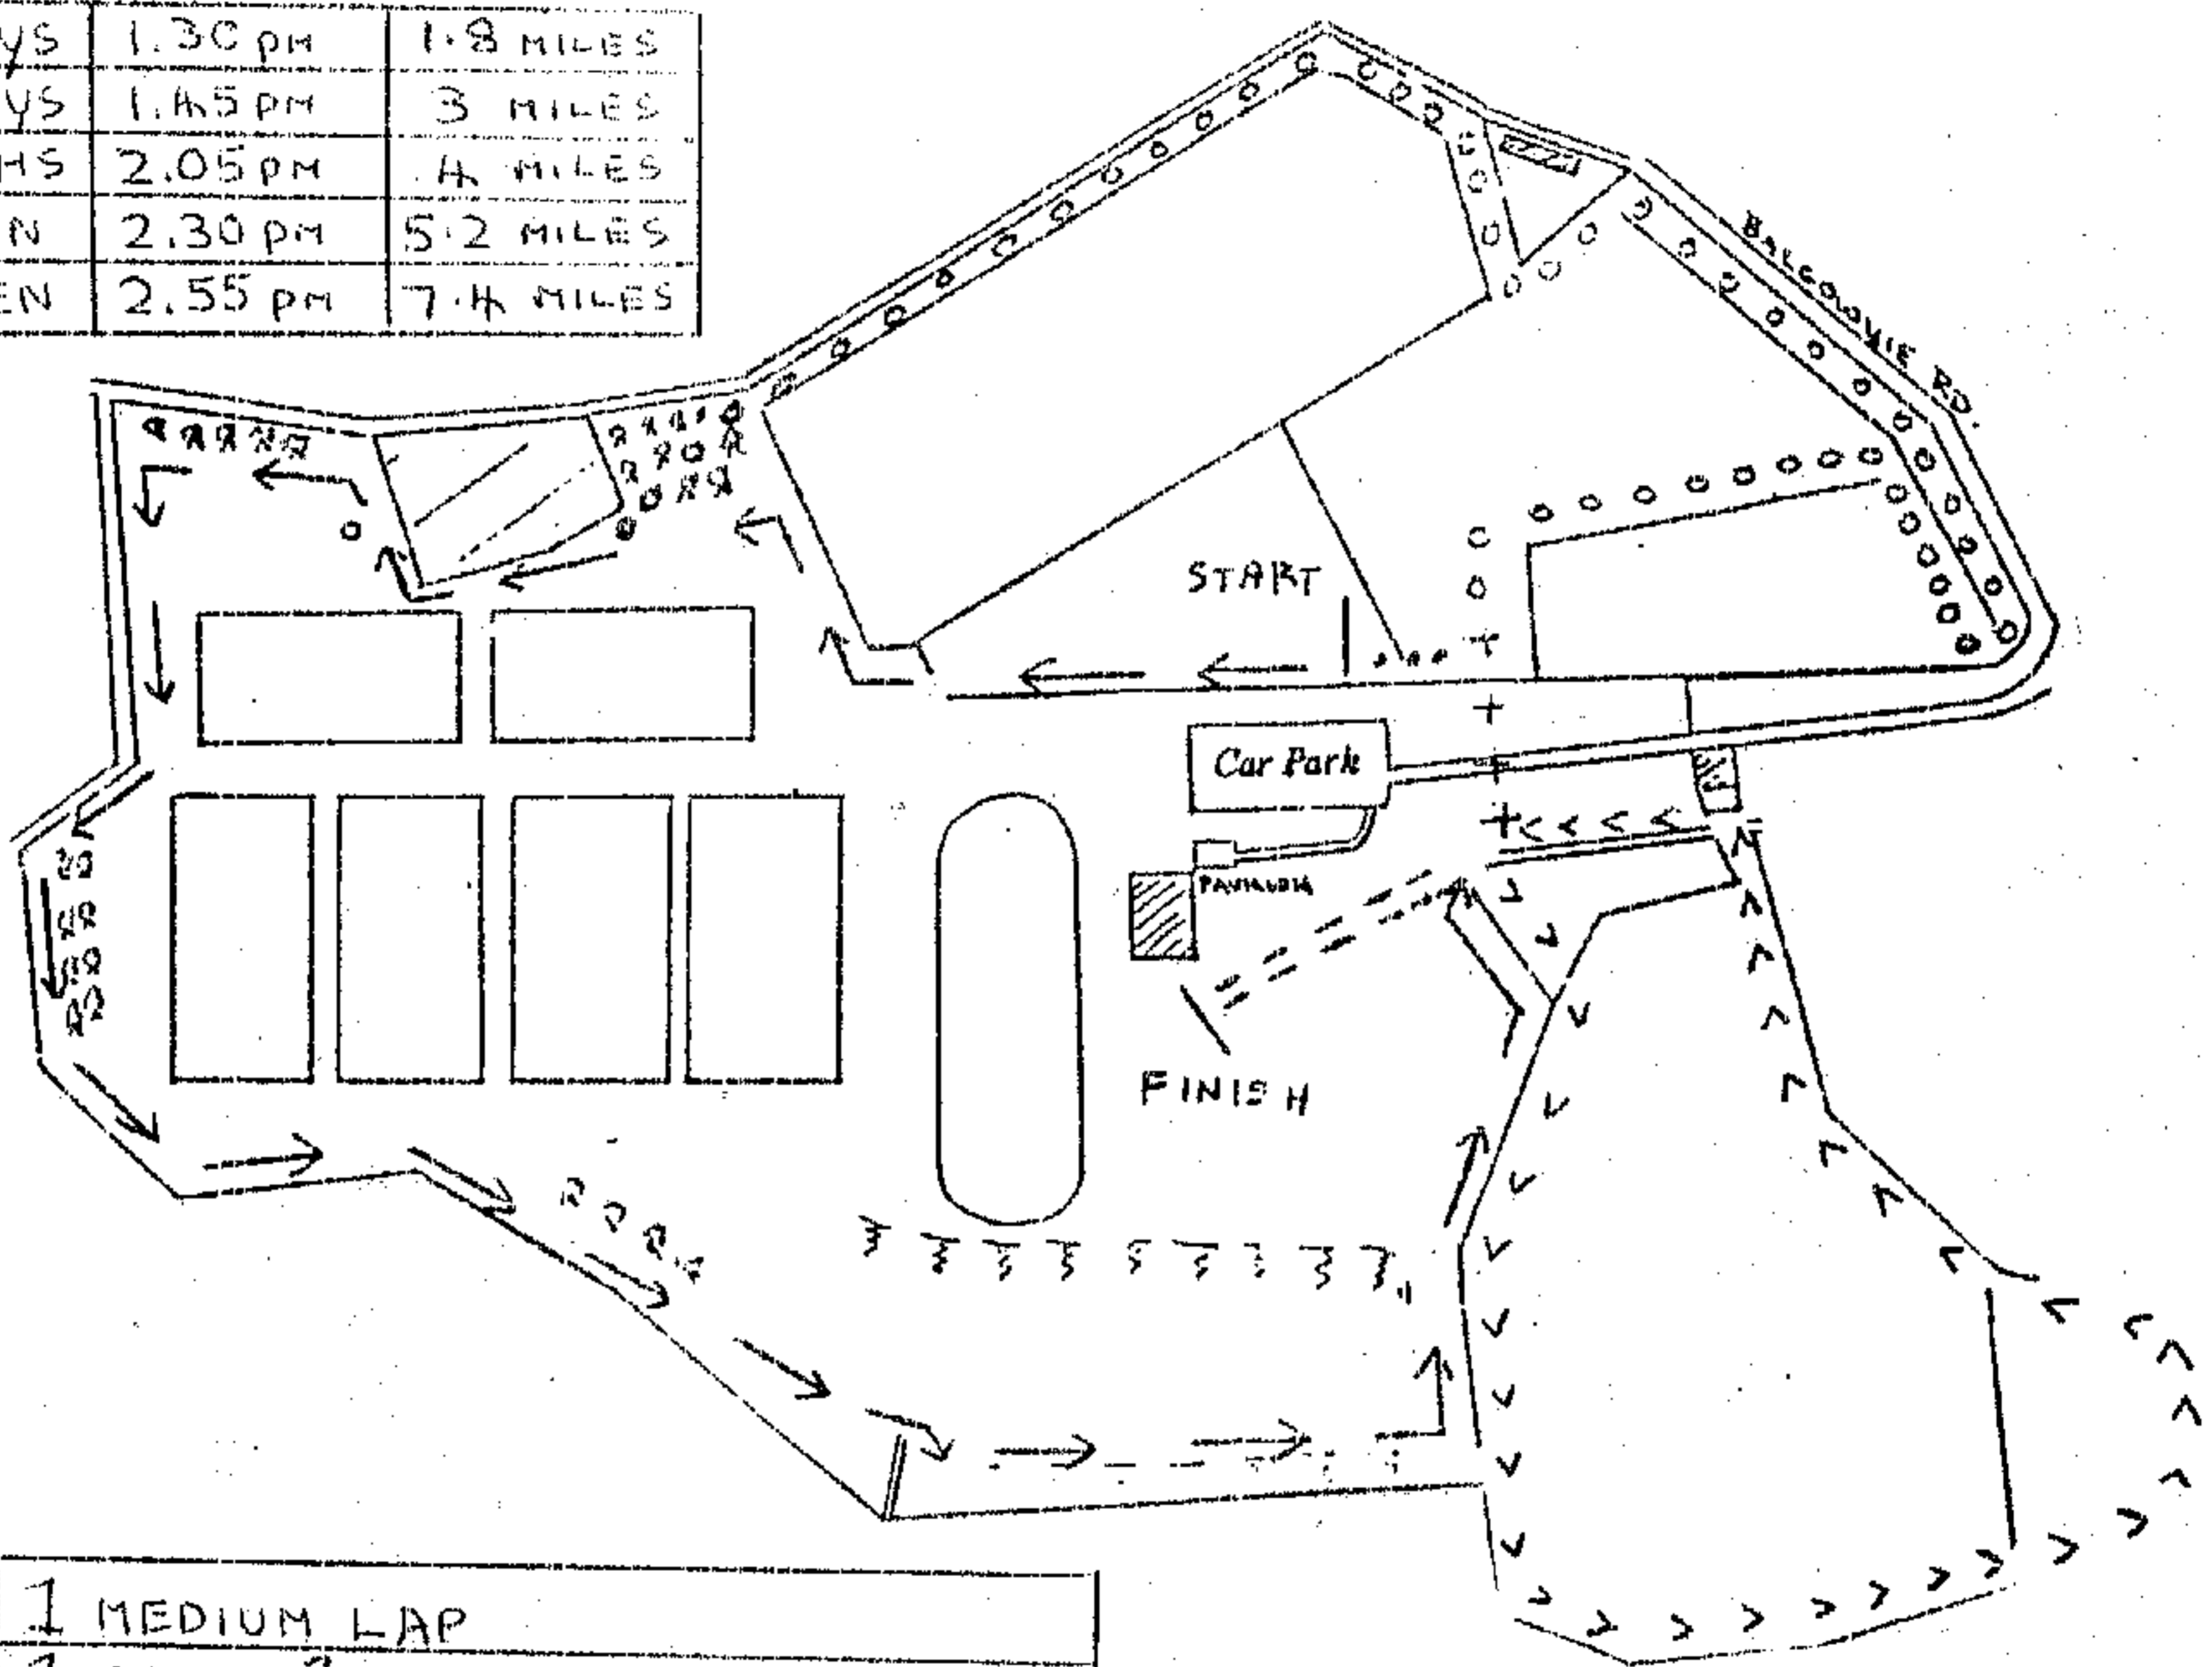 YS 1.30 PM 1.8 MILES
YS 1.45 PM 3 MILES
HS 2.05 PM 4 MILES
N 2.30 PM 5.2 MILES
EN 2.55 PM 7.4 MILES
BALGOWNIE RD.
START
Car Park
PAVILION
FINISH
1 MEDIUM LAP